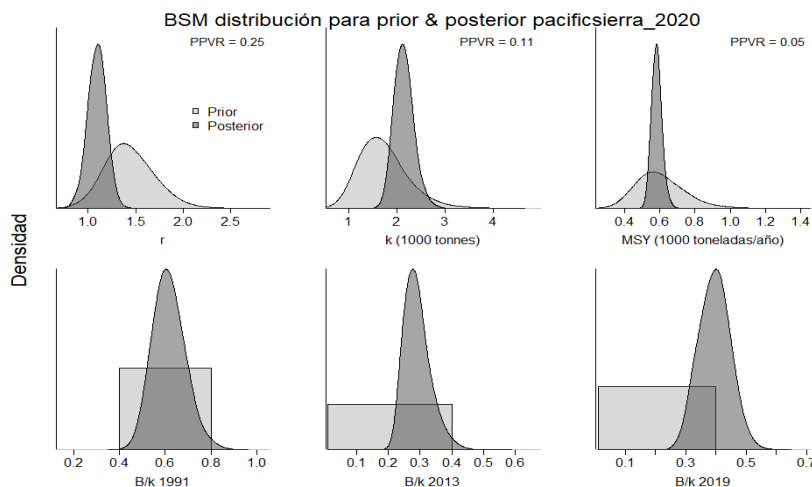 BSM distribución para prior & posterior pacificsierra_2020
PPVR = 0.25
PPVR = 0.11
PPVR = 0.05
Prior
Posterior
1.0 1.5 2.0 2.5
r
1 2 3 4
k (1000 tonnes)
0.4 0.6 0.8 1.0 1.2 1.4
MSY (1000 toneladas/año)
Densidad
0.2 0.4 0.6 0.8 1.0
B/k 1991
0.1 0.2 0.3 0.4 0.5 0.6
B/k 2013
0.1 0.3 0.5 0.7
B/k 2019